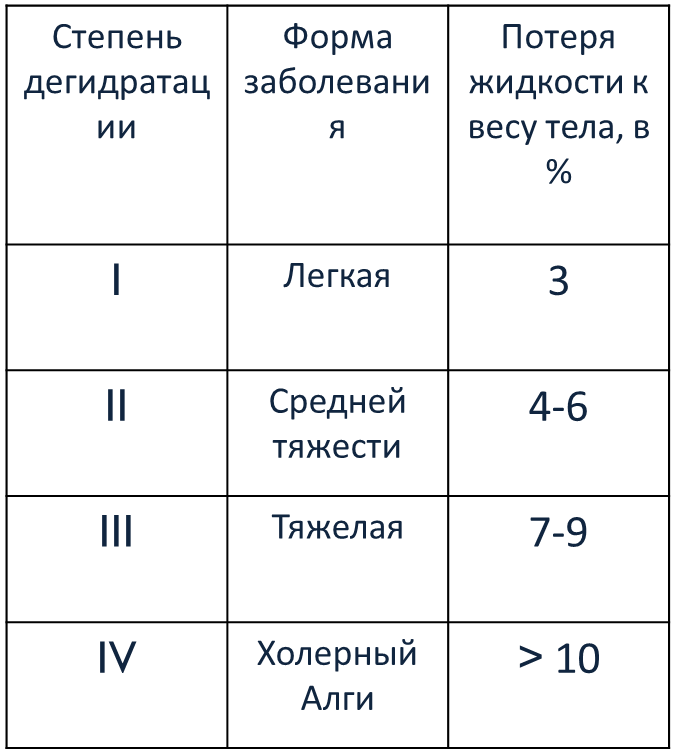 Степень
дегидратац
ии
Форма
заболевани
я
Потеря
жидкости к
весу тела, в
%
I
Легкая
3
II
Средней
тяжести
4-6
III
Тяжелая
7-9
IV
Холерный
Алги
> 10